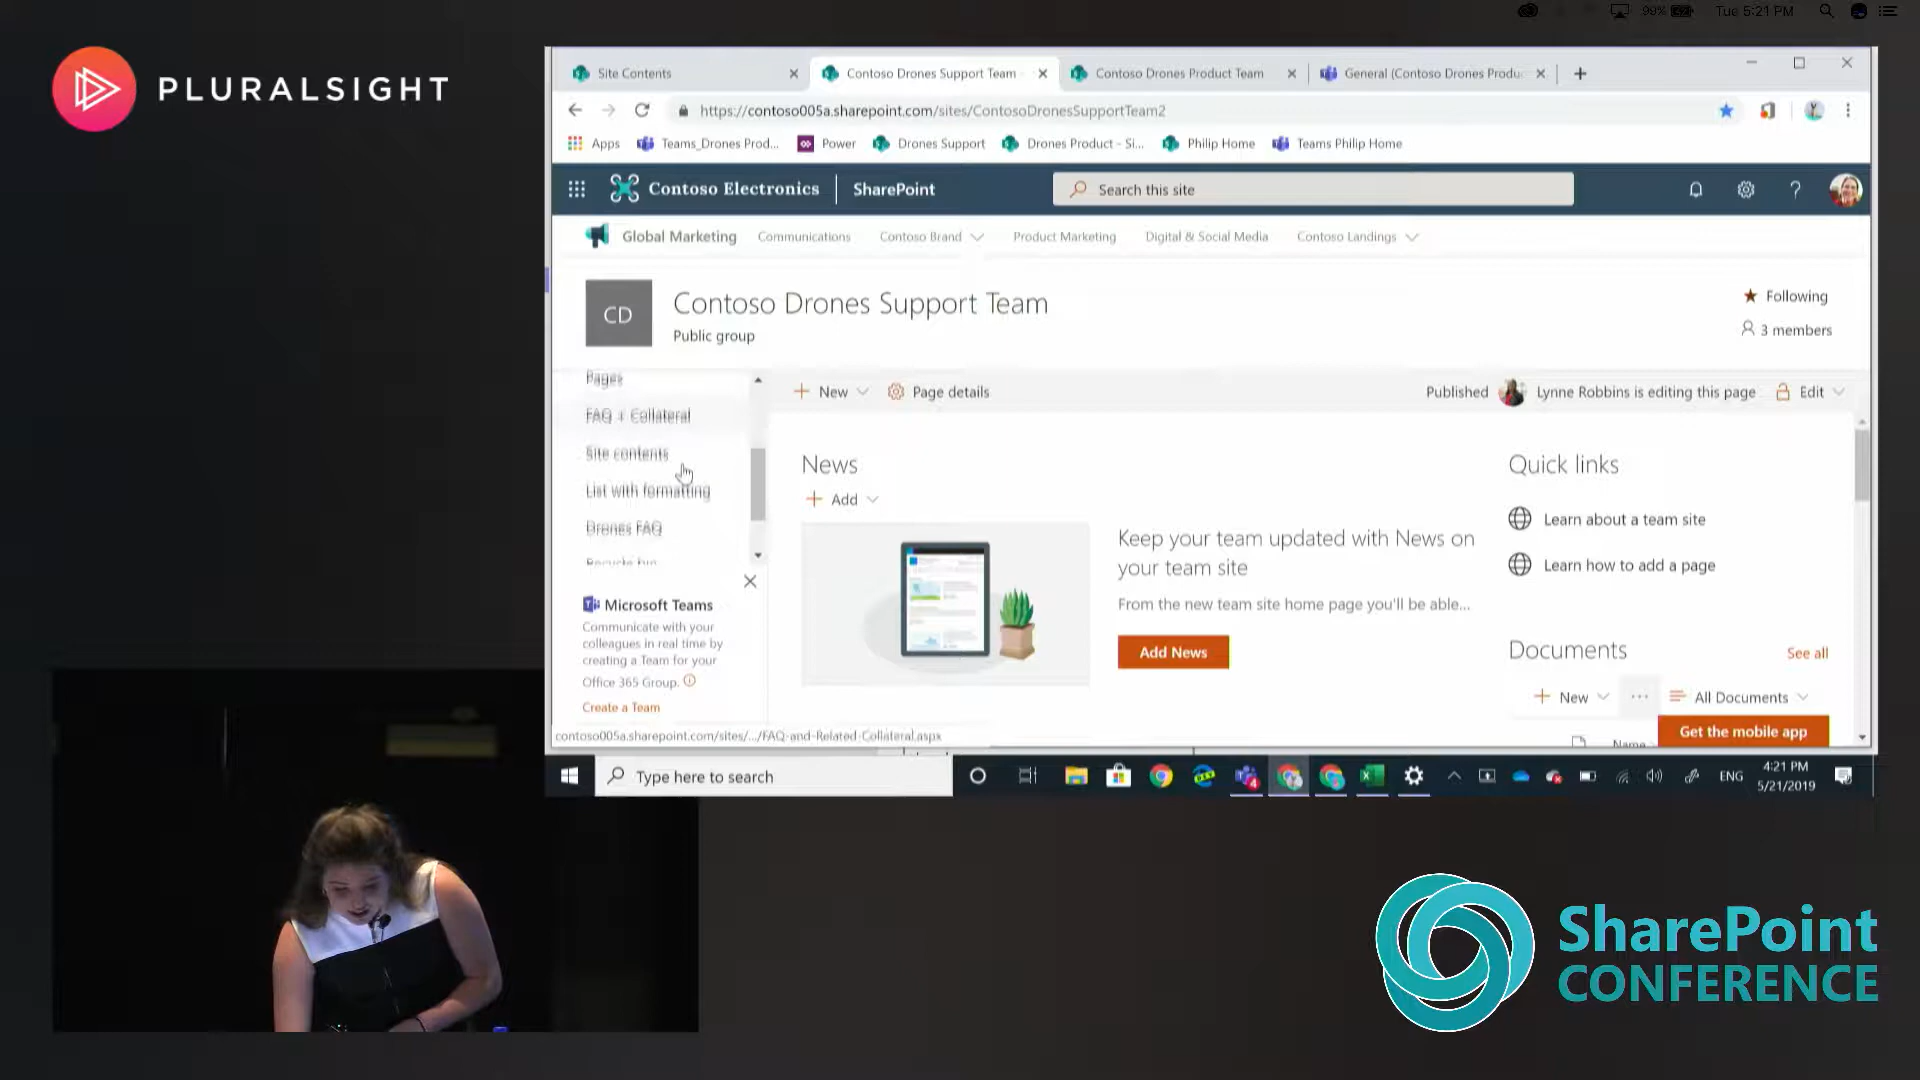 99%
Tue 5:21 PM
PLURALSIGHT
Site Contents
Contoso Drones Support Team -
Contoso Drones Product Team
General (Contoso Drones Produ
https://contoso005a.sharepoint.com/sites/ContosoDronesSupportTeam2
Apps
Teams_Drones Prod...
Power
Drones Support
Drones Product - Si...
Philip Home
Teams Philip Home
Contoso Electronics
SharePoint
Search this site
Global Marketing
Communications
Contoso Brand
Product Marketing
Digital & Social Media
Contoso Landings
CD
Contoso Drones Support Team
Public group
Following
3 members
Pages
FAQ + Collateral
Site contents
List with formatting
Drones FAQ
Recycle bin
New
Page details
Published
Lynne Robbins is editing this page
Edit
News
Add
Keep your team updated with News on
your team site
From the new team site home page you'll be able...
Add News
Quick links
Learn about a team site
Learn how to add a page
Documents
See all
New
All Documents
Name
Get the mobile app
Microsoft Teams
Communicate with your
colleagues in real time by
creating a Team for your
Office 365 Group.
Create a Team
contoso005a.sharepoint.com/sites/.../FAQ-and-Related-Collateral.aspx
Type here to search
4
ENG
4:21 PM
5/21/2019
SharePoint
CONFERENCE